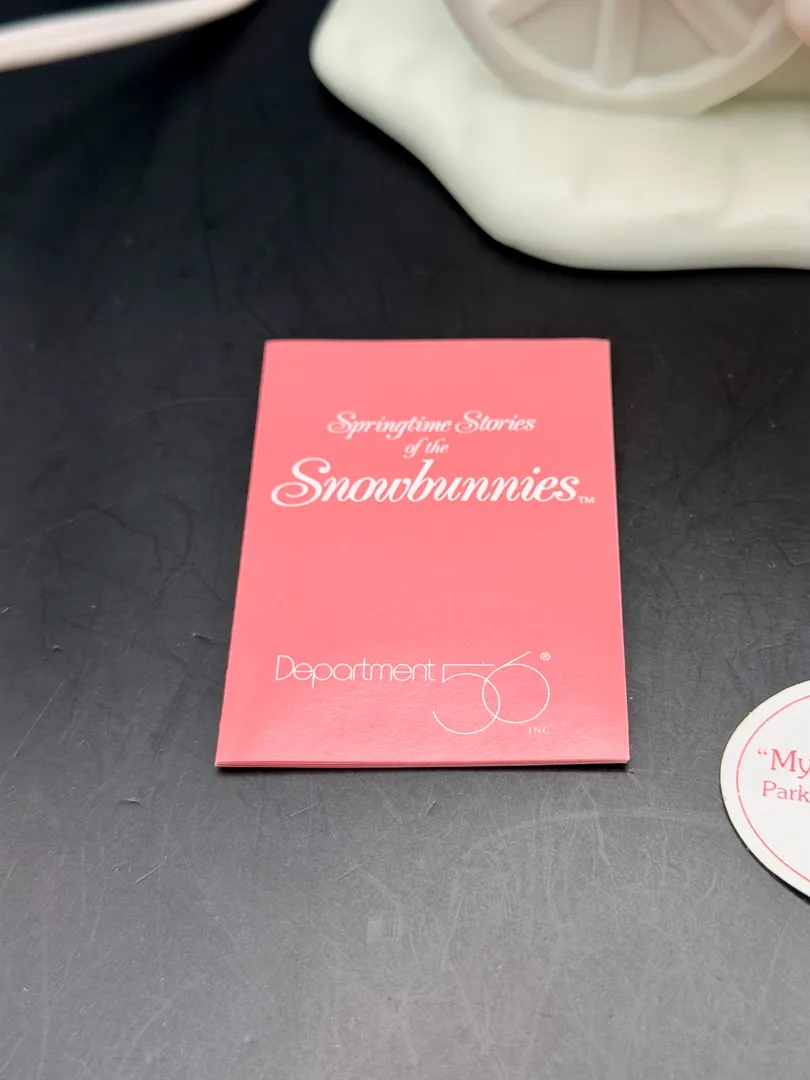 Springtime Stories
of the
Snowbunnies™
Department 56®
INC
"My
Park